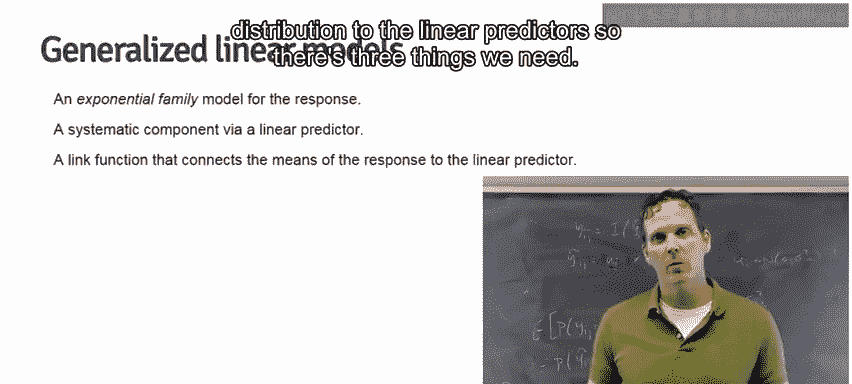 distribution to the linear predictors so
there's three things we need.
Generalized linear models
An exponential family model for the response.
A systematic component via a linear predictor.
A link function that connects the means of the response to the linear predictor.